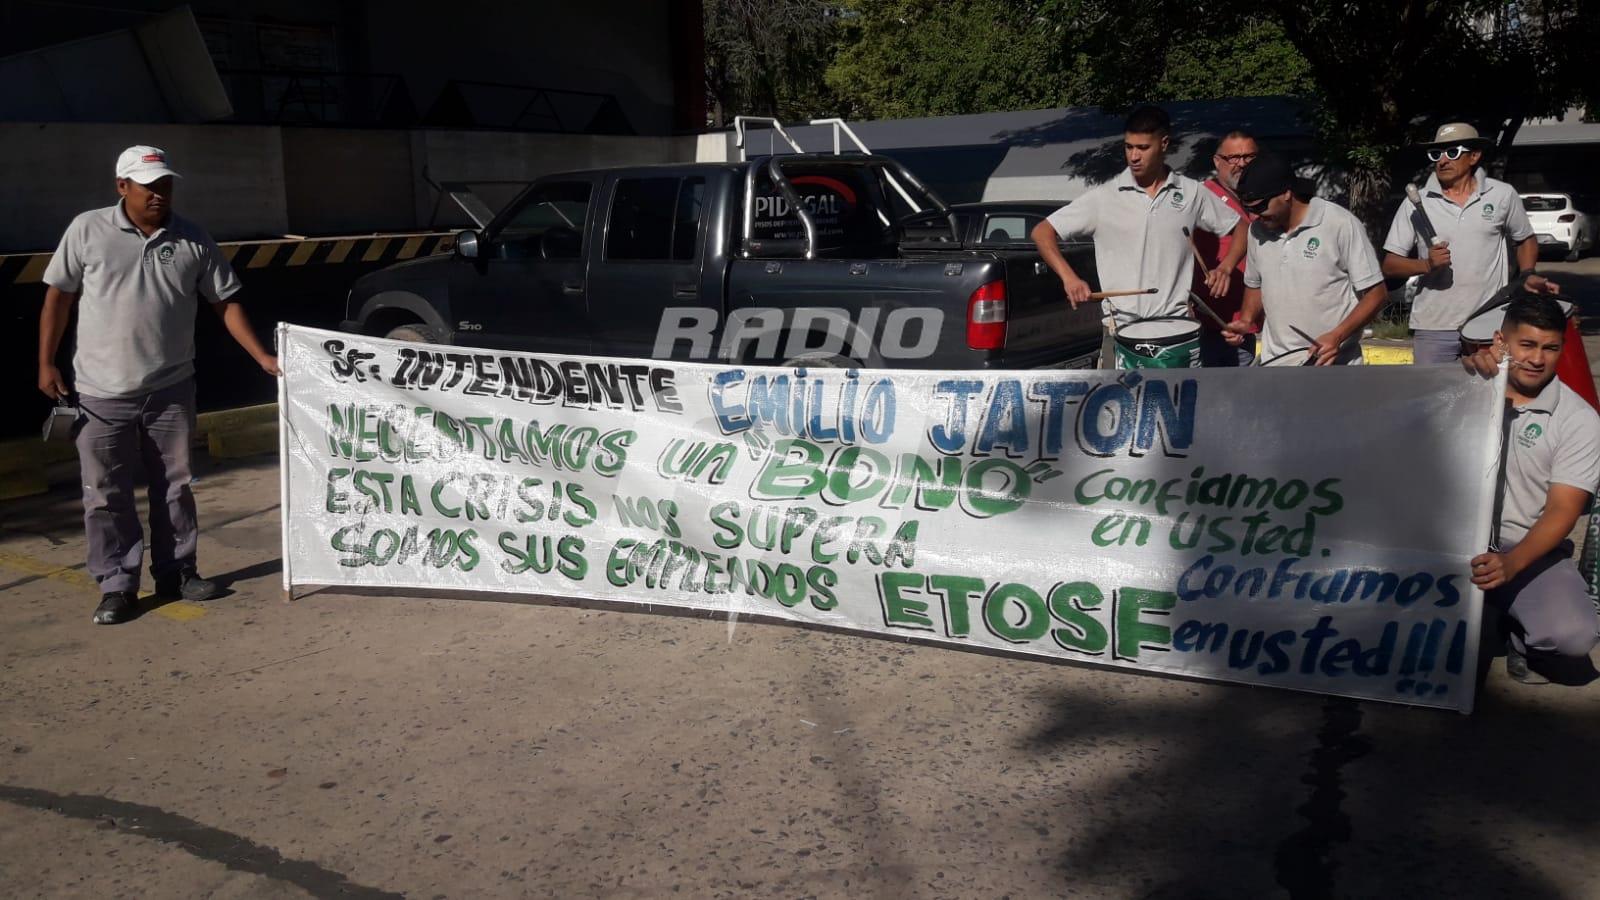 Sr. INTENDENTE EMILIO JATÓN
NECESITAMOS un "BONO" Confiamos en usted.
ESTA CRISIS NOS SUPERA
SOMOS SUS EMPLEADOS ETOSF Confiamos en usted!!!
RADIO
S10
CHEVROLET